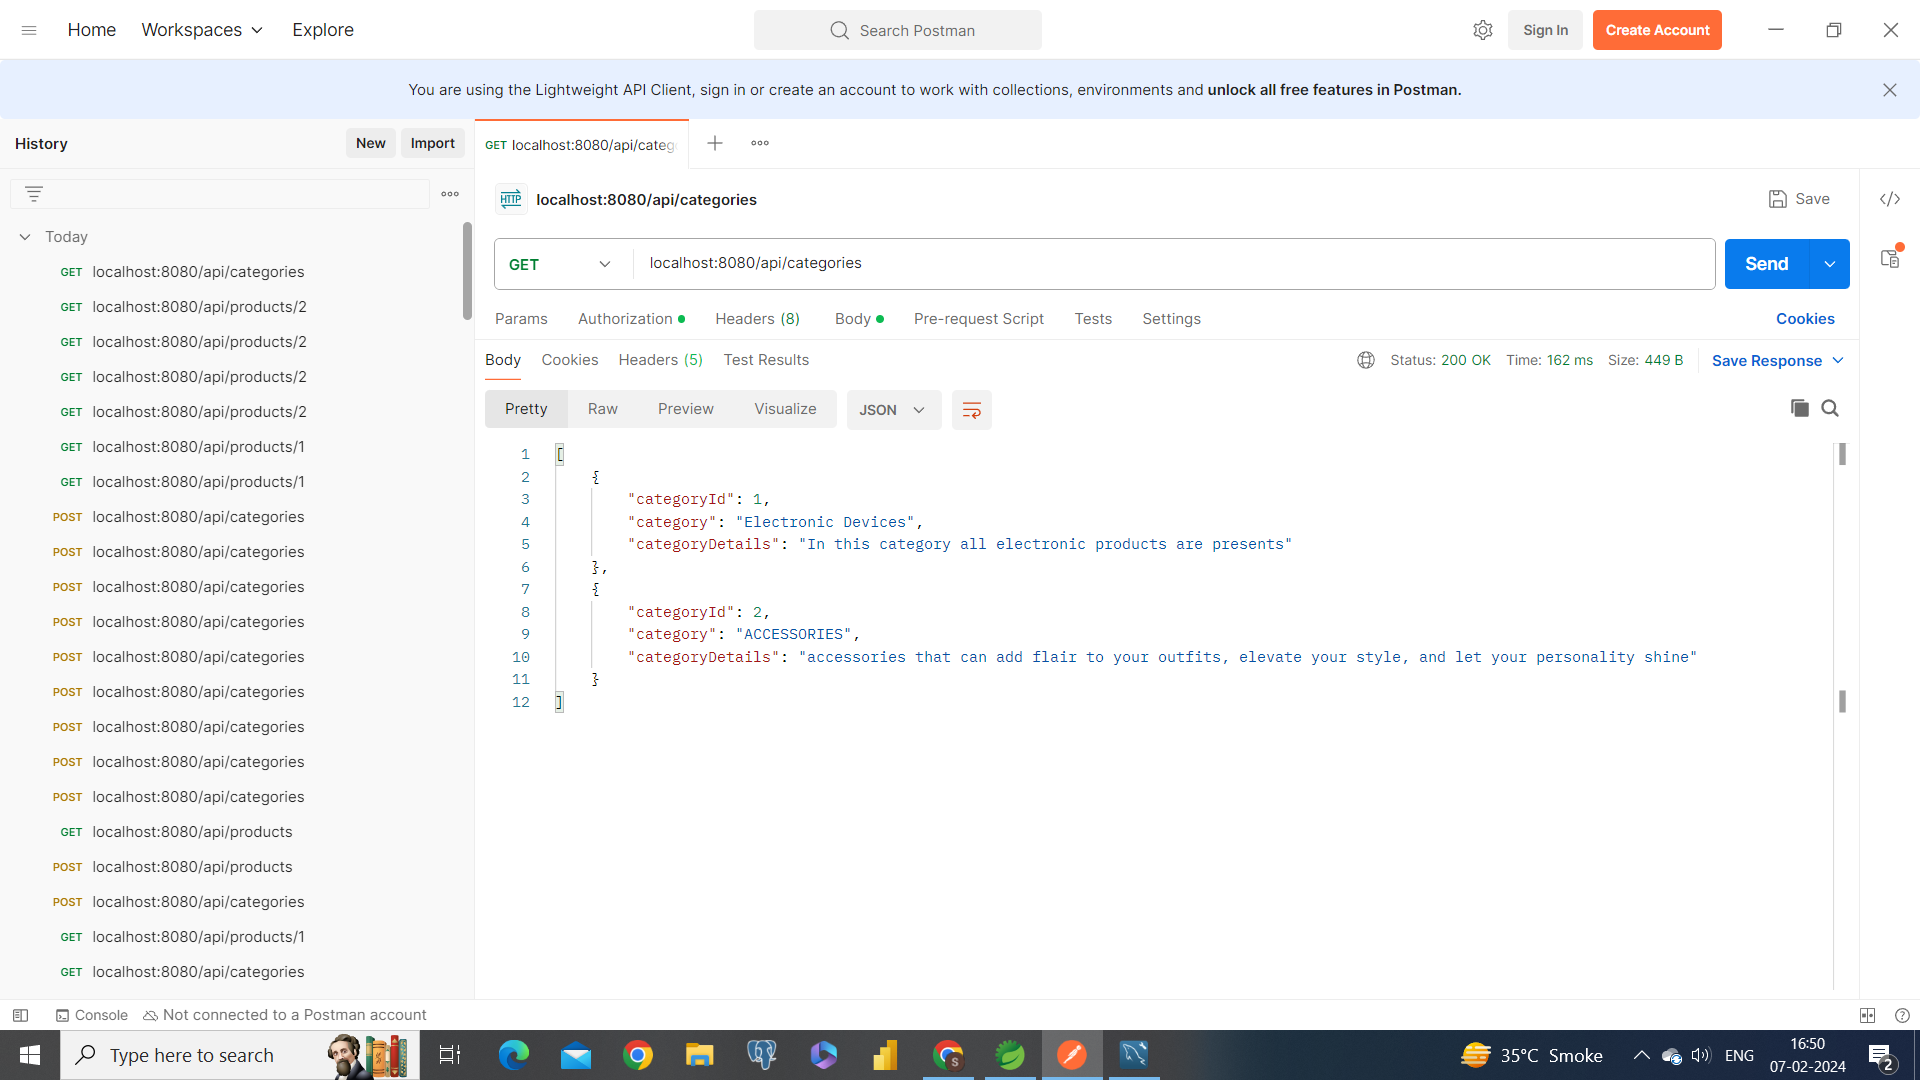 Home Workspaces Explore Search Postman Sign In Create Account
You are using the Lightweight API Client, sign in or create an account to work with collections, environments and unlock all free features in Postman.
History New Import
GET localhost:8080/api/categ
HTTP localhost:8080/api/categories Save
Today
GET localhost:8080/api/categories
GET localhost:8080/api/products/2
GET localhost:8080/api/products/2
GET localhost:8080/api/products/2
GET localhost:8080/api/products/2
GET localhost:8080/api/products/1
GET localhost:8080/api/products/1
POST localhost:8080/api/categories
POST localhost:8080/api/categories
POST localhost:8080/api/categories
POST localhost:8080/api/categories
POST localhost:8080/api/categories
POST localhost:8080/api/categories
POST localhost:8080/api/categories
POST localhost:8080/api/categories
POST localhost:8080/api/categories
GET localhost:8080/api/products
POST localhost:8080/api/products
POST localhost:8080/api/categories
GET localhost:8080/api/products/1
GET localhost:8080/api/categories
GET localhost:8080/api/categories Send
Params Authorization Headers (8) Body Pre-request Script Tests Settings Cookies
Body Cookies Headers (5) Test Results Status: 200 OK Time: 162 ms Size: 449 B Save Response
Pretty Raw Preview Visualize JSON
1 [
2 {
3 "categoryId": 1,
4 "category": "Electronic Devices",
5 "categoryDetails": "In this category all electronic products are presents"
6 },
7 {
8 "categoryId": 2,
9 "category": "ACCESSORIES",
10 "categoryDetails": "accessories that can add flair to your outfits, elevate your style, and let your personality shine"
11 }
12 ]
Console Not connected to a Postman account
Type here to search
35°C Smoke ENG 16:50
07-02-2024
2